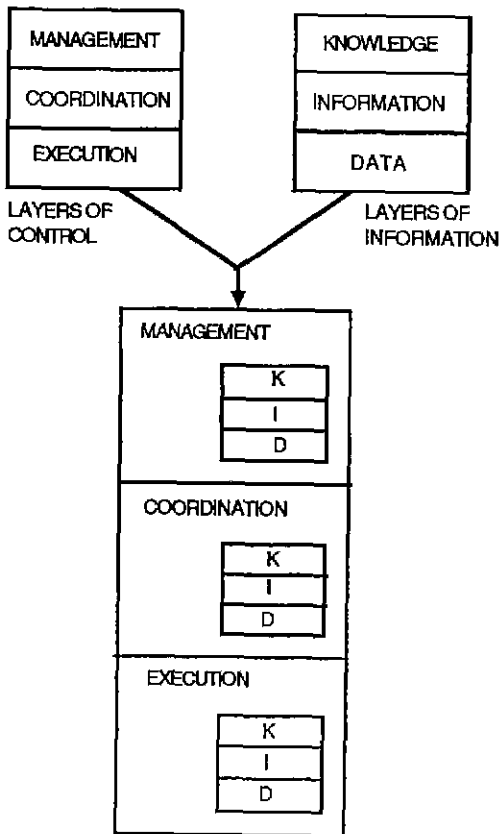 MANAGEMENT
COORDINATION
EXECUTION
LAYERS OF
CONTROL
KNOWLEDGE
INFORMATION
DATA
LAYERS OF
INFORMATION
MANAGEMENT
K
I
D
COORDINATION
K
I
D
EXECUTION
K
I
D